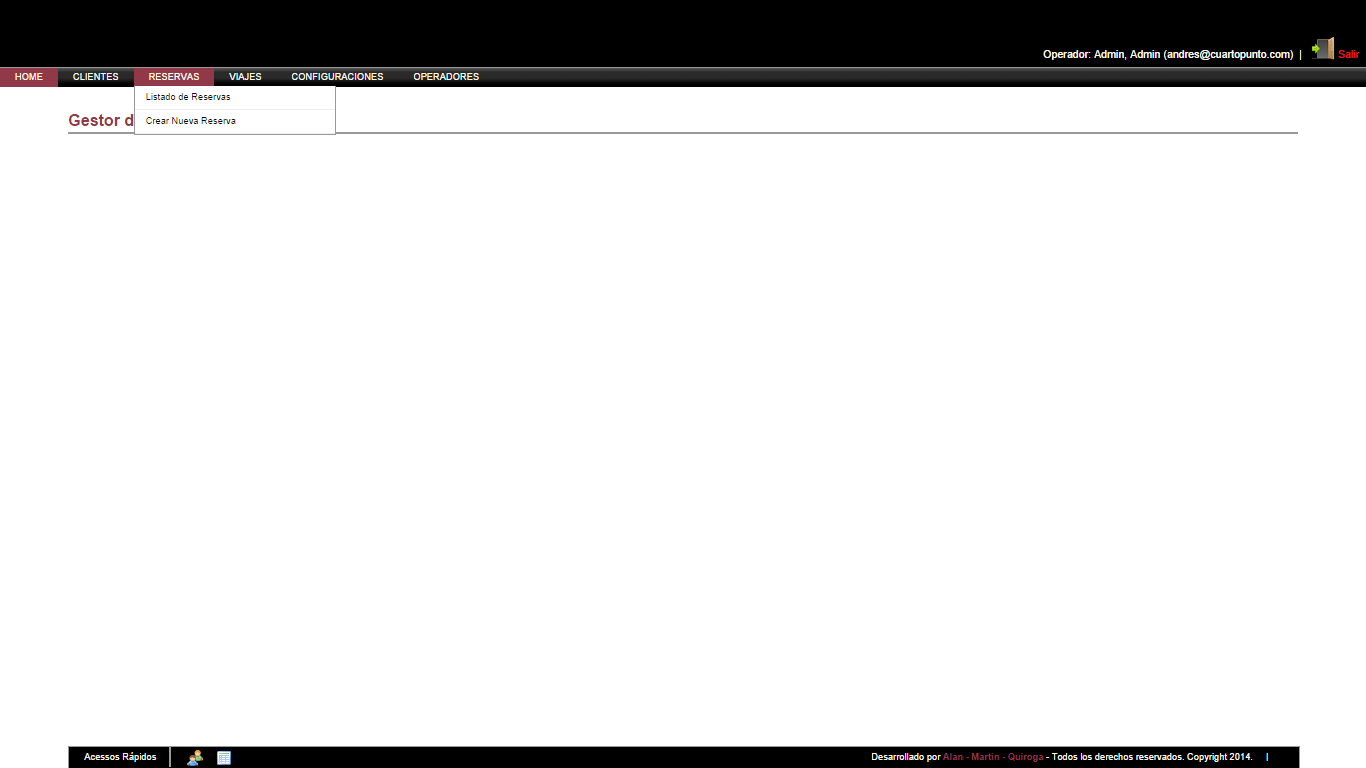 Operador: Admin, Admin (andres@cuartopunto.com) | Salir
HOME CLIENTES RESERVAS VIAJES CONFIGURACIONES OPERADORES
Listado de Reservas
Gestor d
Crear Nueva Reserva
Acessos Rápidos
Desarrollado por Alan - Martín - Quiroga - Todos los derechos reservados. Copyright 2014. |